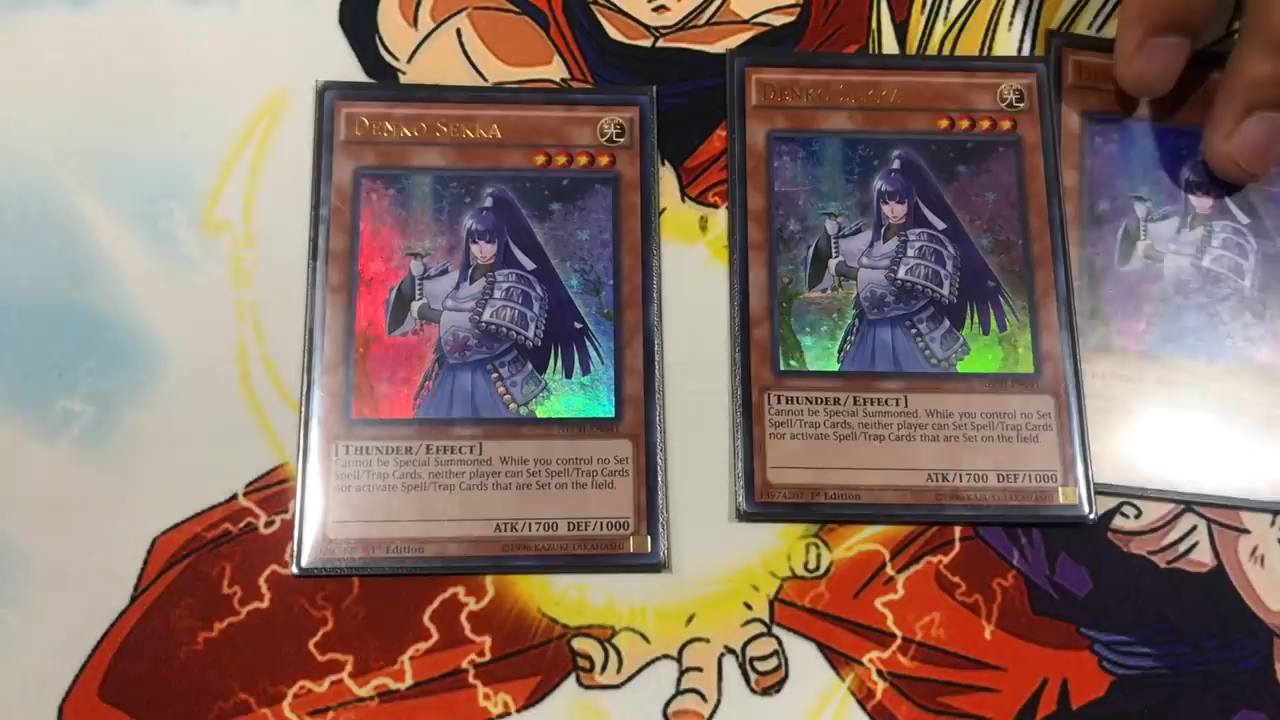 DENKO SEKKA
光
[THUNDER/EFFECT]
Cannot be Special Summoned. While you control no Set
Spell/Trap Cards, neither player can Set Spell/Trap Cards
nor activate Spell/Trap Cards that are Set on the field.
ATK/1700 DEF/1000
1st Edition
©1996 KAZUKI TAKAHASHI
DENKO SEKKA
光
[THUNDER/EFFECT]
Cannot be Special Summoned. While you control no Set
Spell/Trap Cards, neither player can Set Spell/Trap Cards
nor activate Spell/Trap Cards that are Set on the field.
ATK/1700 DEF/1000
13974207 1st Edition
©1996 KAZUKI TAKAHASHI